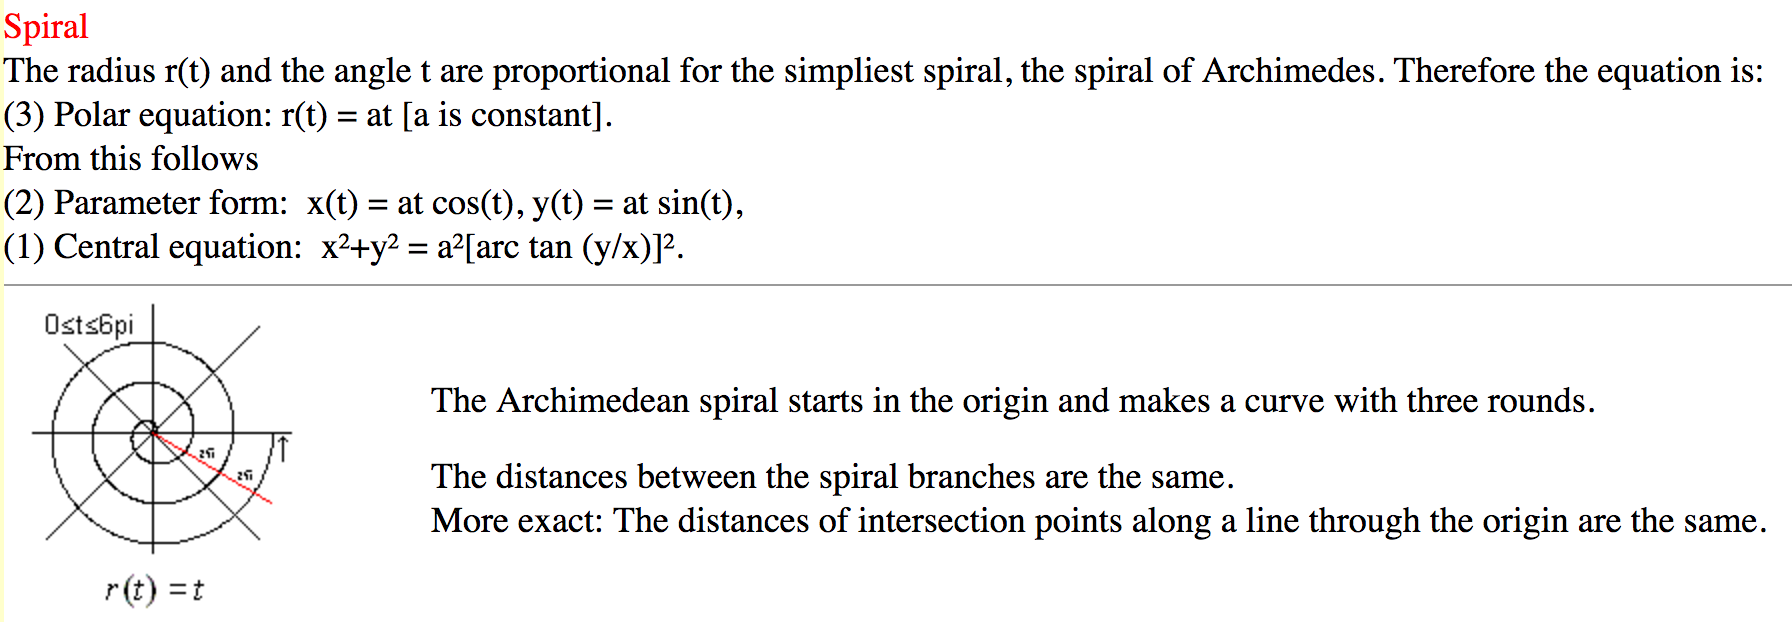 Spiral
The radius r(t) and the angle t are proportional for the simpliest spiral, the spiral of Archimedes. Therefore the equation is:
(3) Polar equation: r(t) = at [a is constant].
From this follows
(2) Parameter form:  x(t) = at cos(t), y(t) = at sin(t),
(1) Central equation:  x²+y² = a²[arc tan (y/x)]².
0≤t≤6pi
2π
2π
r(t) = t
The Archimedean spiral starts in the origin and makes a curve with three rounds.
The distances between the spiral branches are the same.
More exact: The distances of intersection points along a line through the origin are the same.